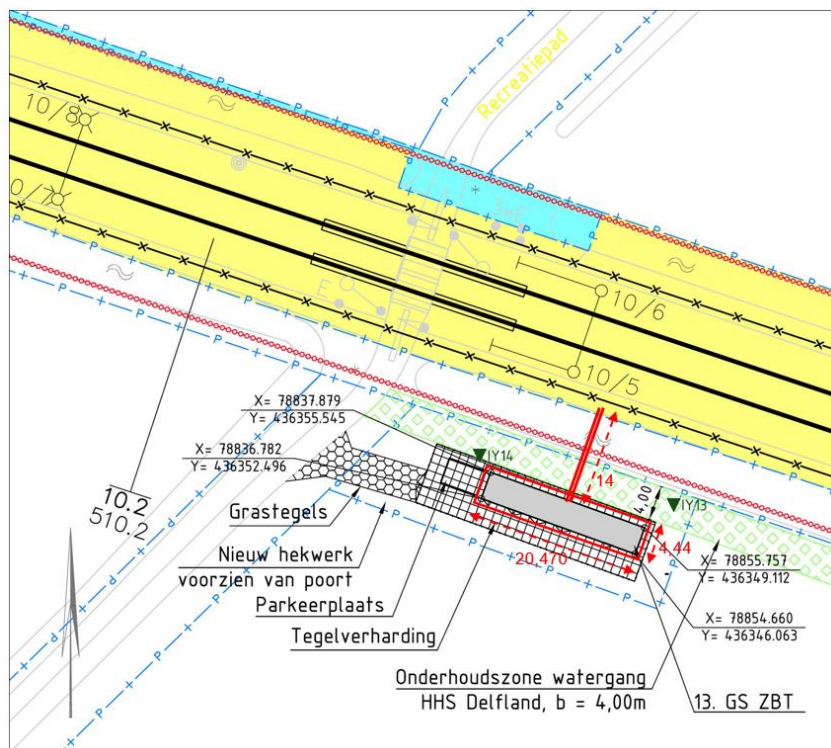 Recreatiepad
10/8
0/7
10/6
10/5
E
3×E
X= 78837.879
Y= 436355.545
X= 78836.782
Y= 436352.496
IY14
14
4,00
IY13
10.2
510.2
Grastegels
Nieuw hekwerk
voorzien van poort
Parkeerplaats
Tegelverharding
20,470
4,44
X= 78855.757
Y= 436349.112
X= 78854.660
Y= 436346.063
Onderhoudszone watergang
HHS Delfland, b = 4,00m
13. GS ZBT